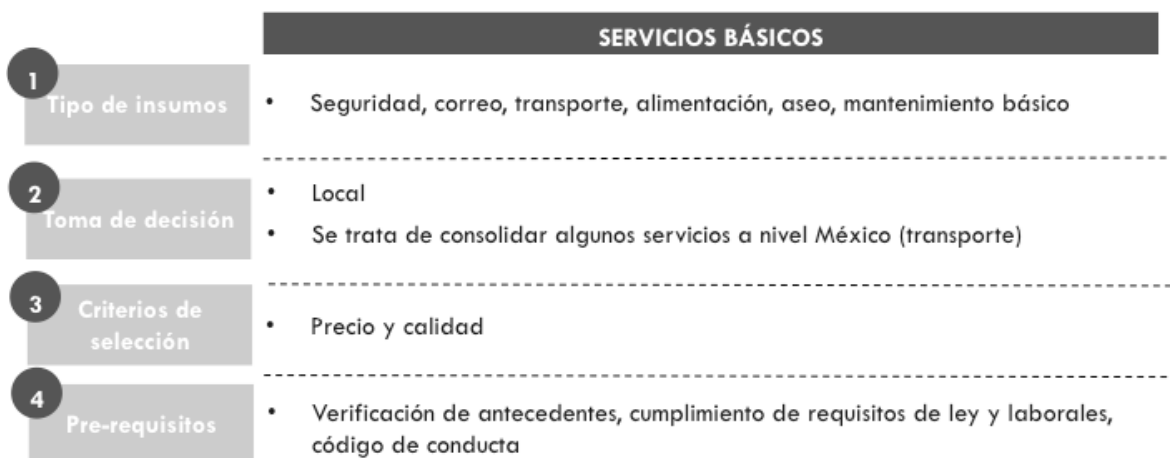 SERVICIOS BÁSICOS
1
Tipo de insumos
• Seguridad, correo, transporte, alimentación, aseo, mantenimiento básico
2
Toma de decisión
• Local
• Se trata de consolidar algunos servicios a nivel México (transporte)
3
Criterios de
selección
• Precio y calidad
4
Pre-requisitos
• Verificación de antecedentes, cumplimiento de requisitos de ley y laborales,
código de conducta